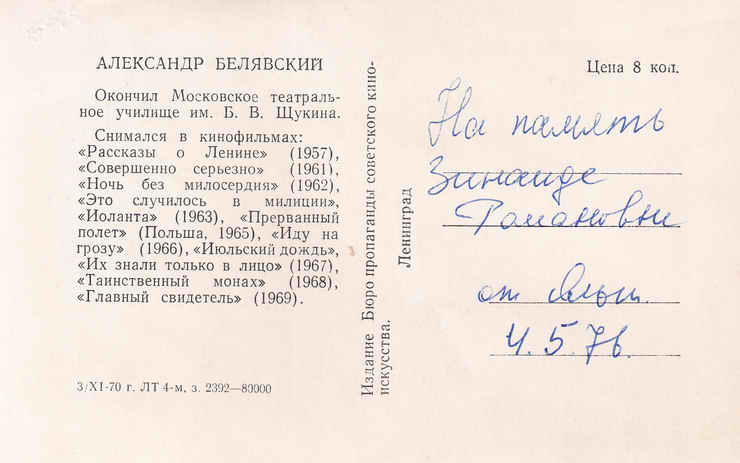 АЛЕКСАНДР БЕЛЯВСКИЙ
Окончил Московское театраль-
ное училище им. Б. В. Щукина.
Снимался в кинофильмах:
«Рассказы о Ленине» (1957),
«Совершенно серьезно» (1961),
«Ночь без милосердия» (1962),
«Это случилось в милиции»,
«Иоланта» (1963), «Прерванный
полет» (Польша, 1965), «Иду на
грозу» (1966), «Июльский дождь»,
«Их знали только в лицо» (1967),
«Таинственный монах» (1968),
«Главный свидетель» (1969).
3/XI-70 г. ЛТ 4-м, з. 2392—80000
Издание Бюро пропаганды советского кино-
искусства.
Ленинград
Цена 8 коп.
На память
Зинаиде
Романовне
от
4.5.76.